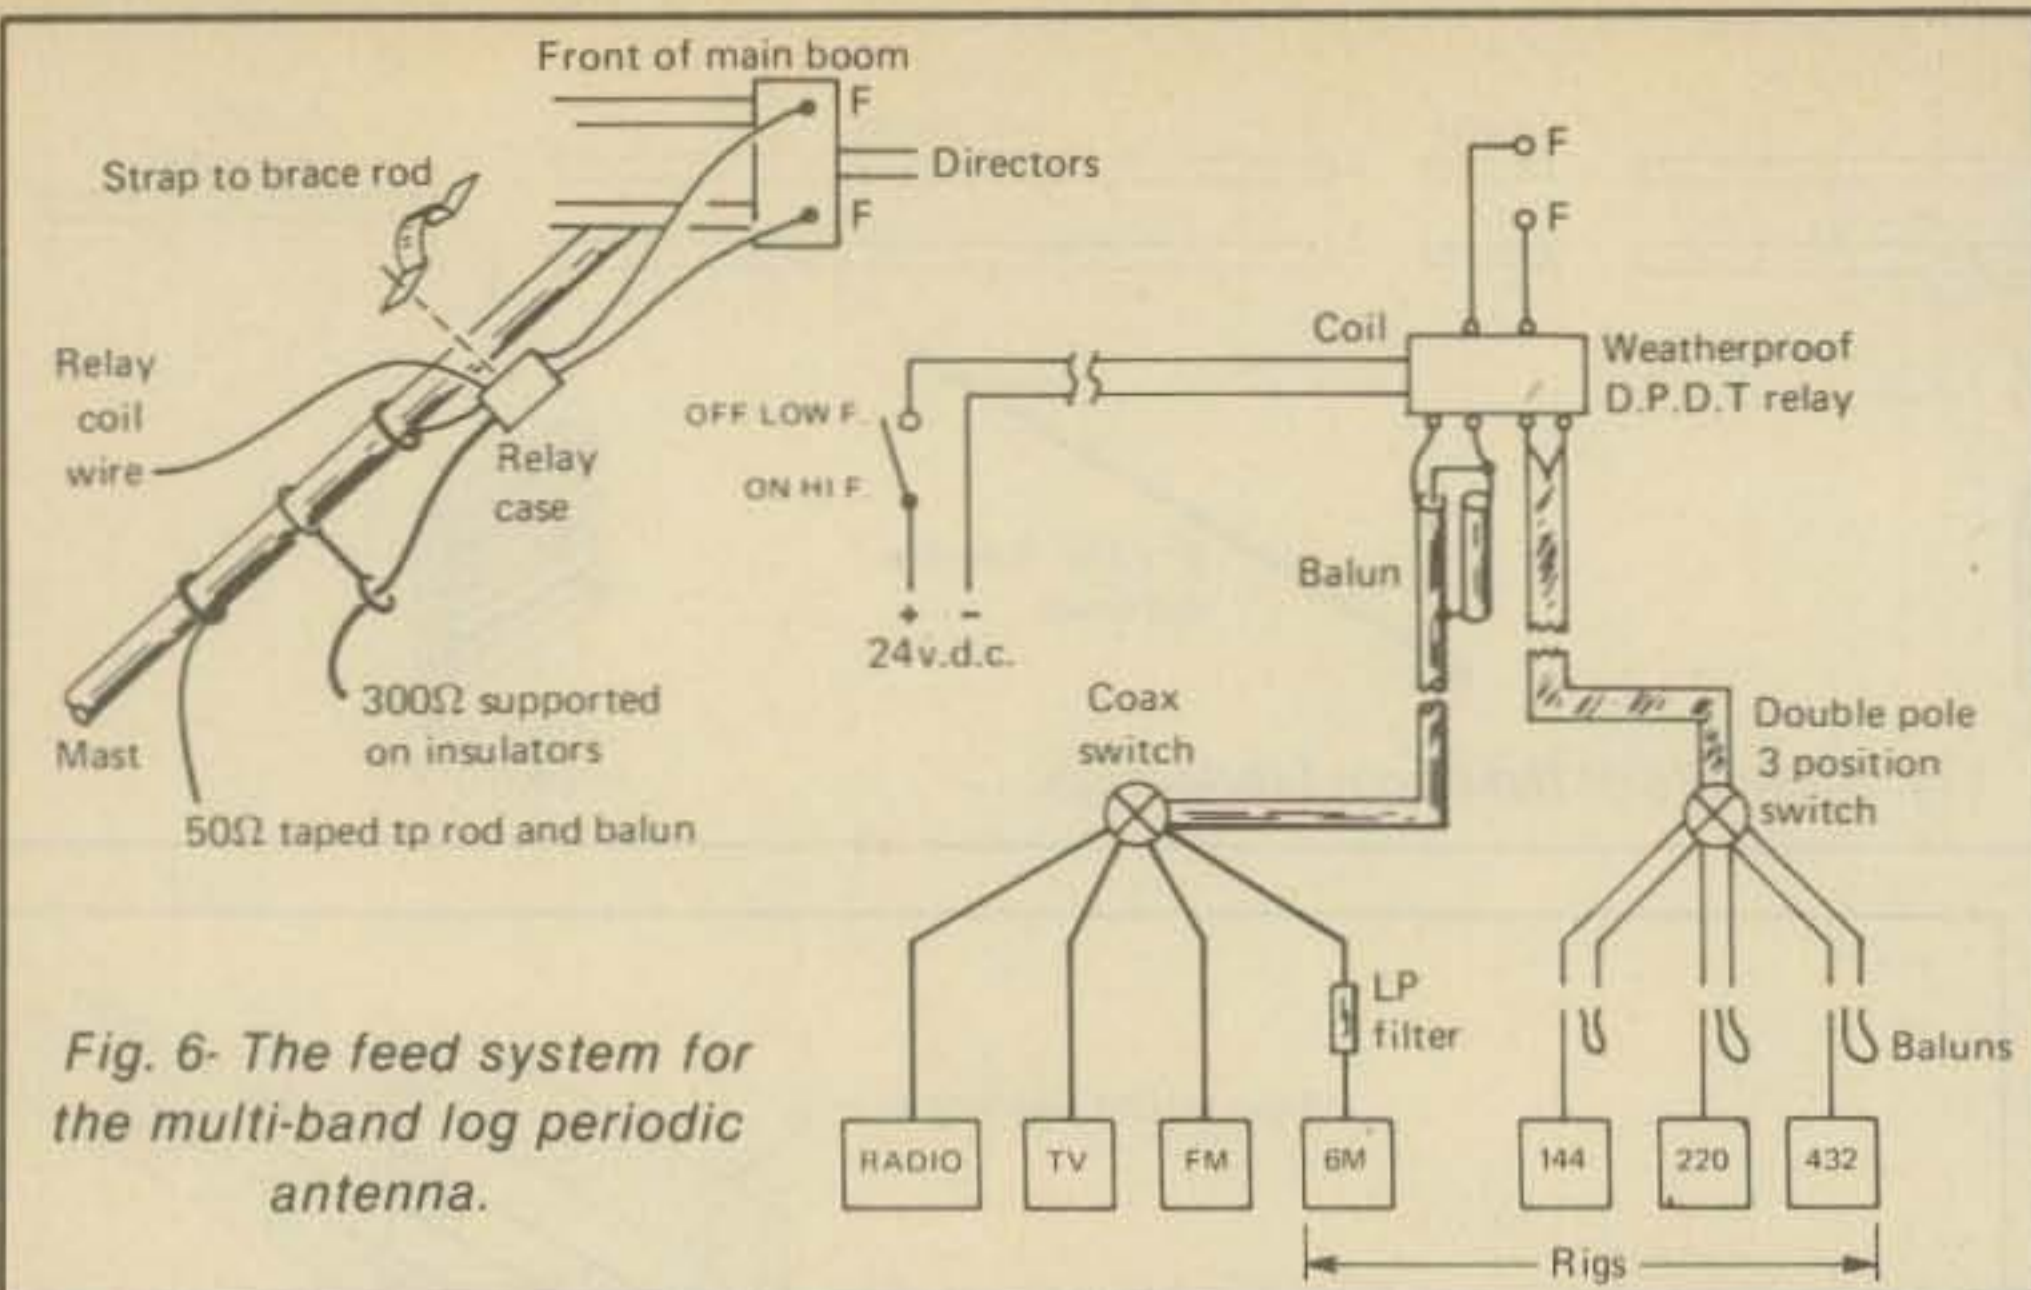 Front of main boom
F
Strap to brace rod
Directors
F
Relay
coil
wire
Relay
case
300Ω supported
on insulators
Mast
50Ω taped tp rod and balun
F
F
Coil
Weatherproof
D.P.D.T relay
OFF LOW F.
ON HI F.
+ –
24v.d.c.
Balun
Coax
switch
Double pole
3 position
switch
LP
filter
Baluns
RADIO
TV
FM
6M
144
220
432
Rigs
Fig. 6- The feed system for
the multi-band log periodic
antenna.